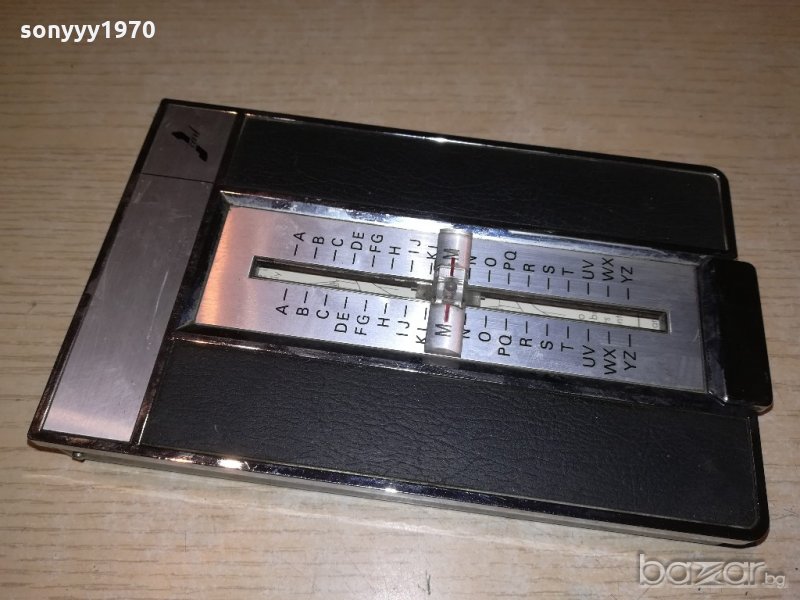 sonyyy1970
A B C DE FG H IJ KL M N O PQ R S T UV WX YZ
A B C DE FG H IJ KL M N O PQ R S T UV WX YZ
bazar.bg